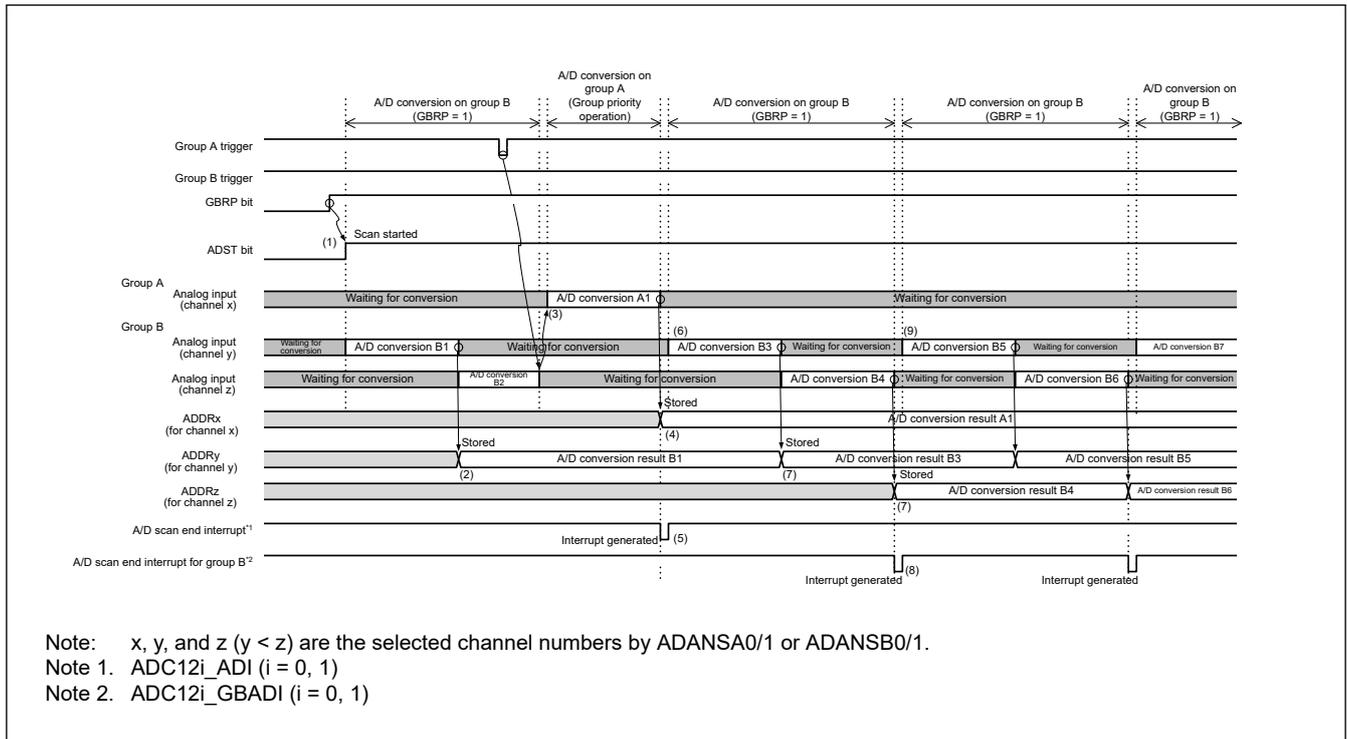 A/D conversion on
group A
(Group priority
operation)
A/D conversion on group B
(GBRP = 1)
A/D conversion on group B
(GBRP = 1)
A/D conversion on group B
(GBRP = 1)
A/D conversion on
group B
(GBRP = 1)
Group A trigger
Group B trigger
GBRP bit
(1)
Scan started
ADST bit
Group A
Analog input
(channel x)
Waiting for conversion
A/D conversion A1
Waiting for conversion
(3)
Group B
(6)
(9)
Analog input
(channel y)
Waiting for
conversion
A/D conversion B1
Waiting for conversion
A/D conversion B3
Waiting for conversion
A/D conversion B5
Waiting for conversion
A/D conversion B7
Analog input
(channel z)
Waiting for conversion
A/D conversion
B2
Waiting for conversion
A/D conversion B4
Waiting for conversion
A/D conversion B6
Waiting for conversion
Stored
ADDRx
(for channel x)
A/D conversion result A1
(4)
Stored
Stored
ADDRy
(for channel y)
A/D conversion result B1
A/D conversion result B3
A/D conversion result B5
(2)
(7)
Stored
ADDRz
(for channel z)
A/D conversion result B4
A/D conversion result B6
(7)
A/D scan end interrupt*1
Interrupt generated
(5)
A/D scan end interrupt for group B*2
(8)
Interrupt generated
Interrupt generated
Note: x, y, and z (y < z) are the selected channel numbers by ADANSA0/1 or ADANSB0/1.
Note 1. ADC12i_ADI (i = 0, 1)
Note 2. ADC12i_GBADI (i = 0, 1)